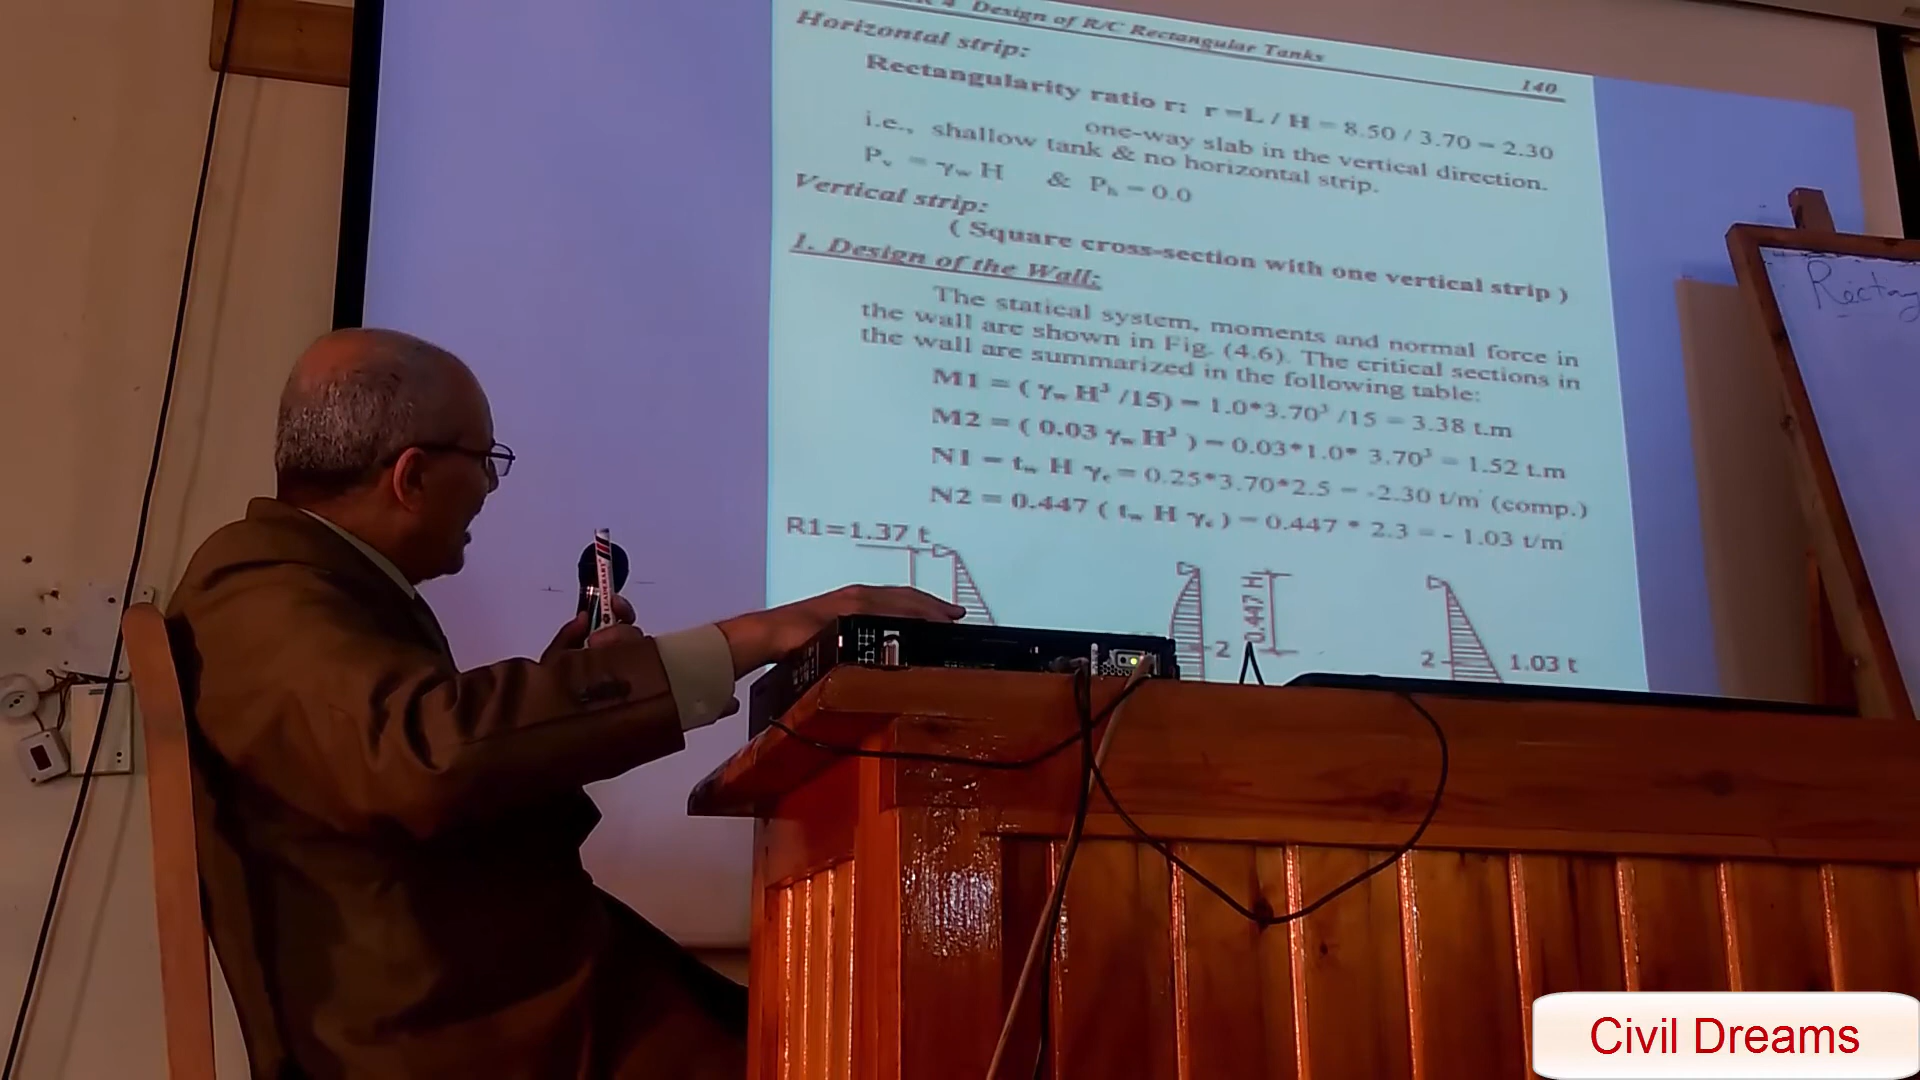 4 Design of R/C Rectangular Tanks
140
Horizontal strip:
Rectangularity ratio r: r = L / H = 8.50 / 3.70 = 2.30
one-way slab in the vertical direction.
i.e., shallow tank & no horizontal strip.
Pv = γw H & Ph = 0.0
Vertical strip:
( Square cross-section with one vertical strip )
1. Design of the Wall:
The statical system, moments and normal force in
the wall are shown in Fig. (4.6). The critical sections in
the wall are summarized in the following table:
M1 = ( γw H³ /15) = 1.0*3.70³ /15 = 3.38 t.m
M2 = ( 0.03 γw H³ ) = 0.03*1.0* 3.70³ = 1.52 t.m
N1 = tw H γc = 0.25*3.70*2.5 = -2.30 t/m (comp.)
N2 = 0.447 ( tw H γc ) = 0.447 * 2.3 = - 1.03 t/m
R1=1.37 t
2
0.447 H
2
1.03 t
LEADERART
Civil Dreams